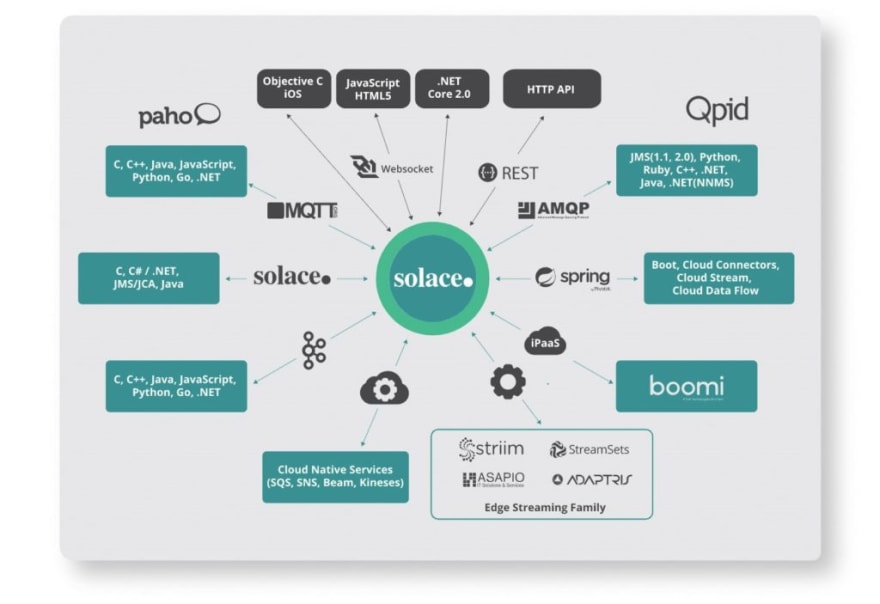 Objective C
iOS
JavaScript
HTML5
.NET
Core 2.0
HTTP API
paho
Qpid
C, C++, Java, JavaScript,
Python, Go, .NET
Websocket
REST
JMS(1.1, 2.0), Python,
Ruby, C++, .NET,
Java, .NET(NNMS)
MQTT
AMQP
C, C# / .NET,
JMS/JCA, Java
solace.
solace.
spring
Boot, Cloud Connectors,
Cloud Stream,
Cloud Data Flow
iPaaS
C, C++, Java, JavaScript,
Python, Go, .NET
boomi
Cloud Native Services
(SQS, SNS, Beam, Kineses)
striim
StreamSets
ASAPIO
IT Solutions & Services
ADAPTRIS
Edge Streaming Family